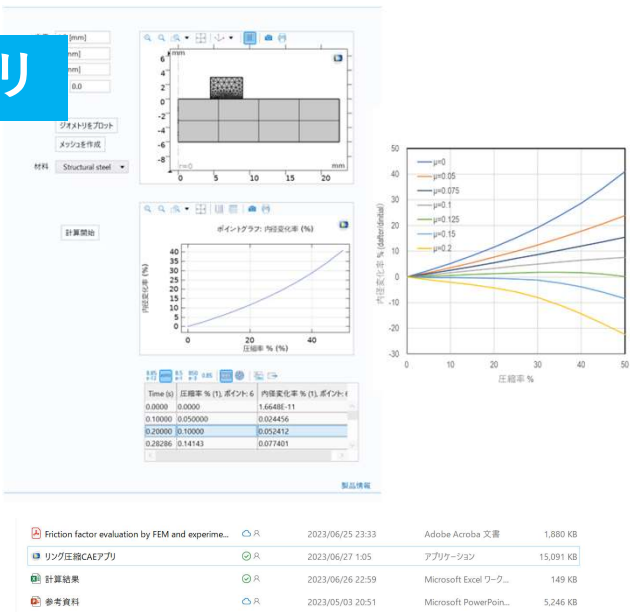 リ
[mm]
mm]
mm]
0.0
ジオメトリをプロット
メッシュを作成
材料 Structural steel
計算開始
mm
6
4
2
0
-2
-4
-6
-8
r=0
mm
0 5 10 15 20
ポイントグラフ: 内径変化率 (%)
内径変化率 (%)
40
35
30
25
20
15
10
5
0
0 20 40
圧縮率 % (%)
Time (s) 圧縮率 % (1), ポイント: 6 内径変化率 % (1), ポイント: (
0.0000 0.0000 1.6648E-11
0.10000 0.050000 0.024456
0.20000 0.10000 0.052412
0.28286 0.14143 0.077401
製品情報
50
40
30
20
10
0
-10
-20
-30
内径変化率 % (dafter/dinitial)
μ=0
μ=0.05
μ=0.075
μ=0.1
μ=0.125
μ=0.15
μ=0.2
0 10 20 30 40 50
圧縮率 %
Friction factor evaluation by FEM and experime... 2023/06/25 23:33 Adobe Acroba 文書 1,880 KB
リング圧縮CAEアプリ 2023/06/27 1:05 アプリケーション 15,091 KB
計算結果 2023/06/26 22:59 Microsoft Excel ワーク... 149 KB
参考資料 2023/05/03 20:51 Microsoft PowerPoin... 5,246 KB